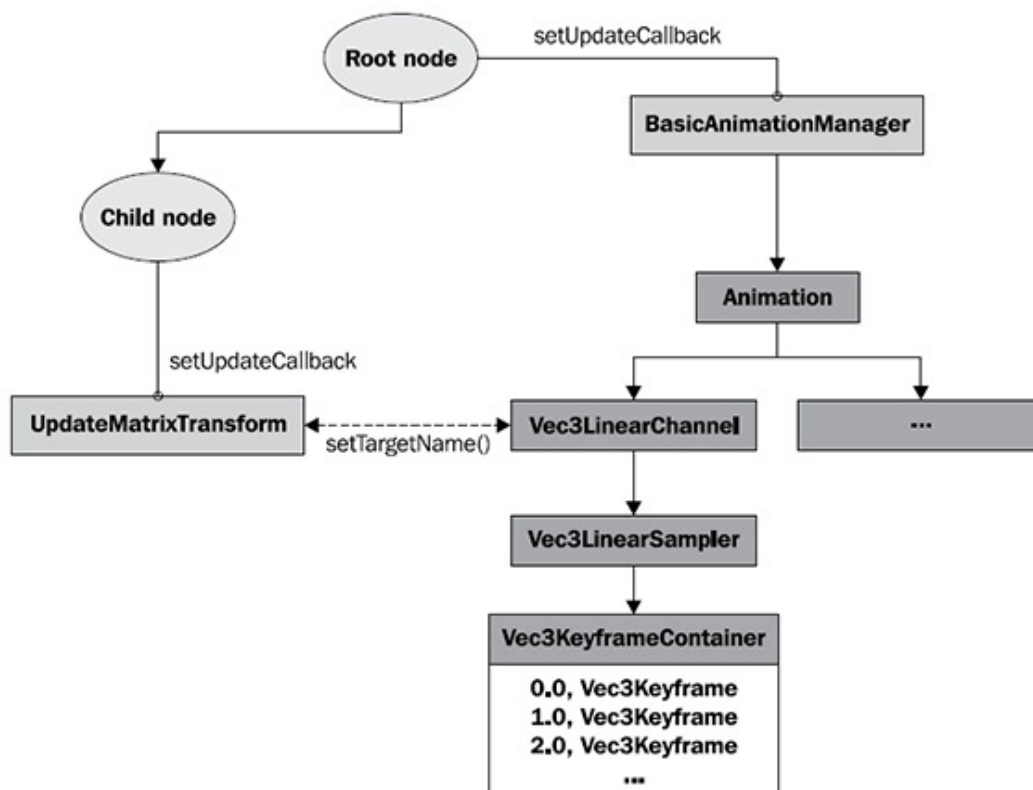 setUpdateCallback
Root node
BasicAnimationManager
Child node
Animation
setUpdateCallback
UpdateMatrixTransform
setTargetName()
Vec3LinearChannel
...
Vec3LinearSampler
Vec3KeyframeContainer
0.0, Vec3Keyframe
1.0, Vec3Keyframe
2.0, Vec3Keyframe
...